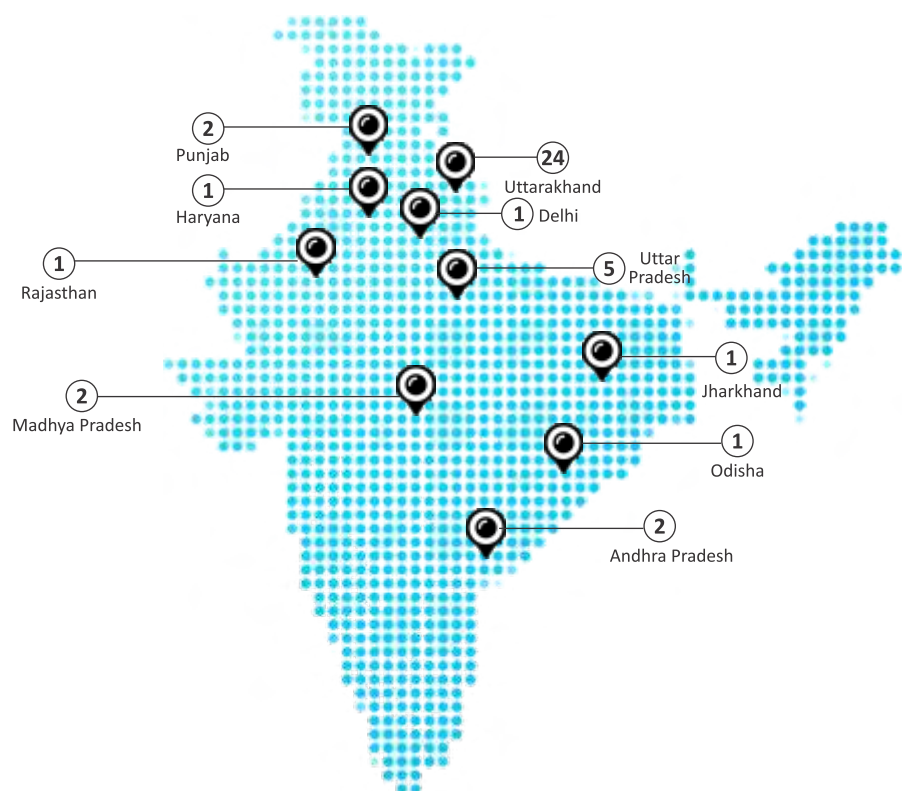 2
Punjab
24
Uttarakhand
1
Haryana
1 Delhi
1
Rajasthan
5 Uttar
Pradesh
1
Jharkhand
2
Madhya Pradesh
1
Odisha
2
Andhra Pradesh